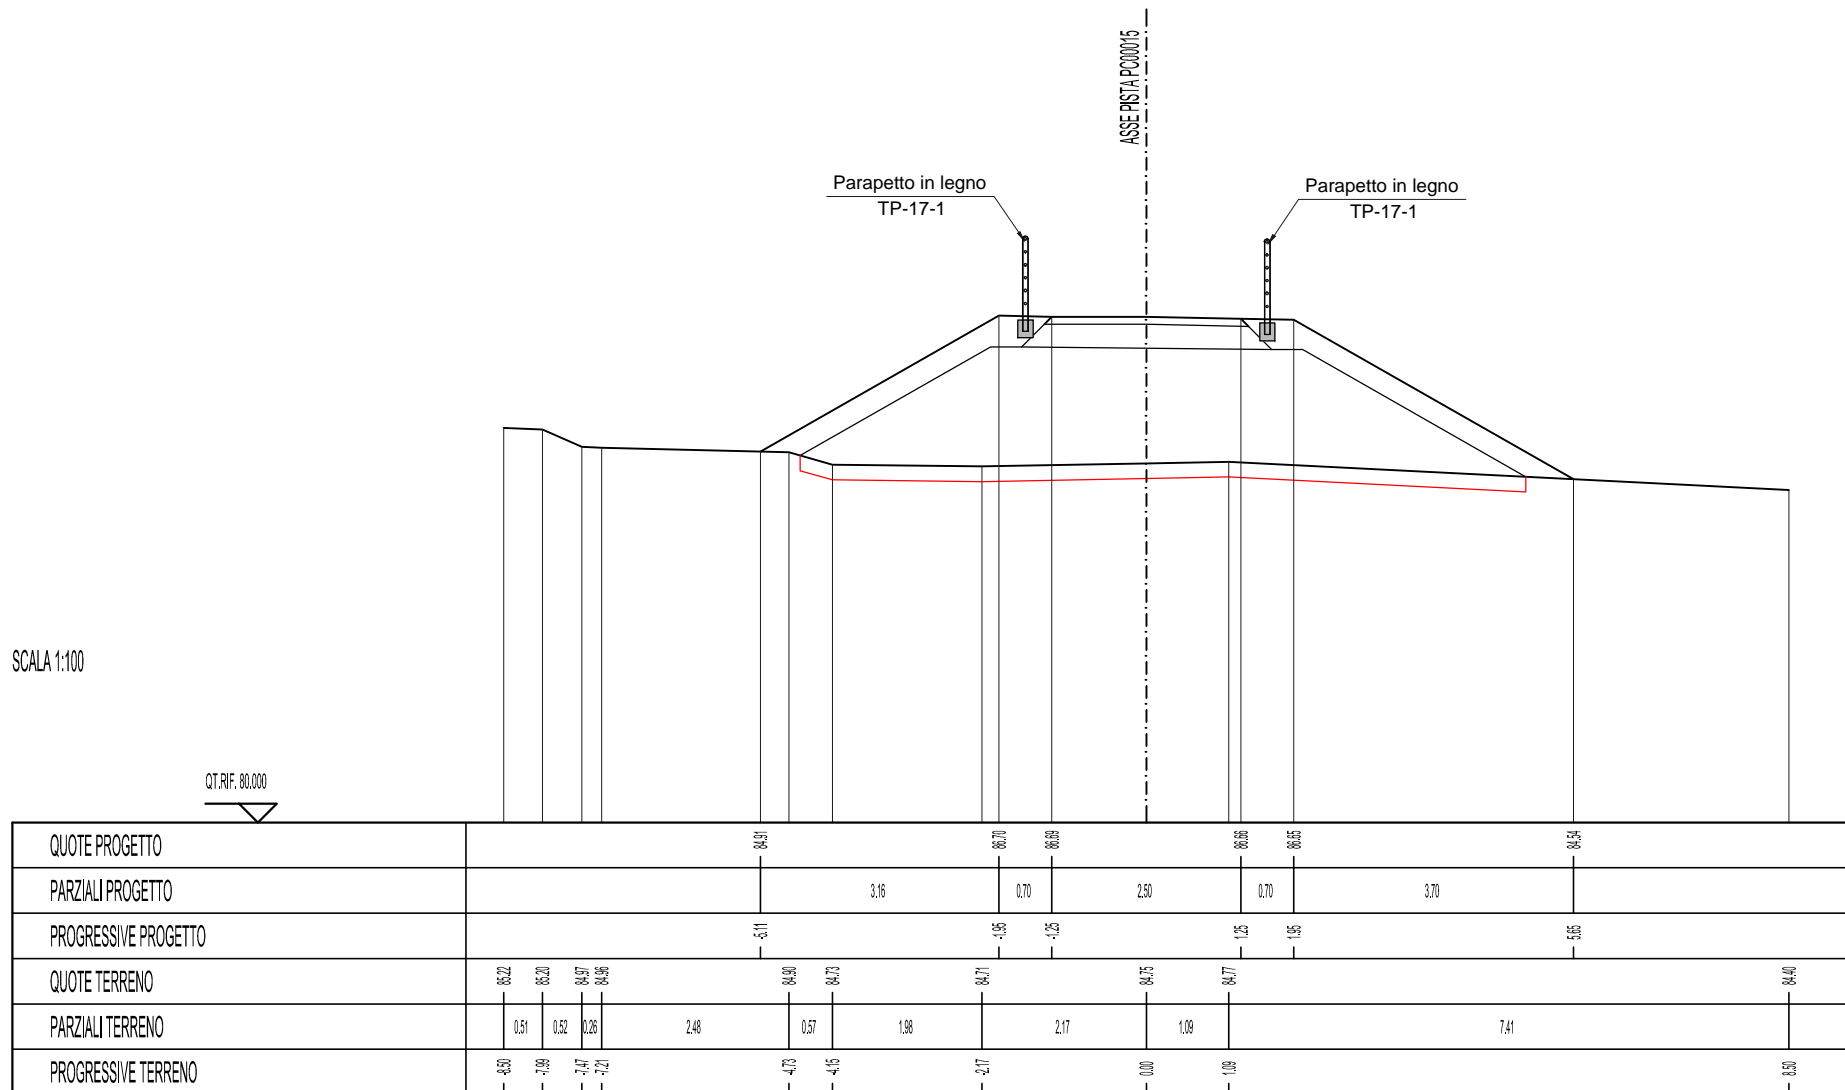 ASSE PISTA PC00015
Parapetto in legno
TP-17-1
Parapetto in legno
TP-17-1
SCALA 1:100
QT.RIF. 80.000
QUOTE PROGETTO 84.91 86.70 86.69 86.66 86.65 84.54
PARZIALI PROGETTO 3.16 0.70 2.50 0.70 3.70
PROGRESSIVE PROGETTO -5.11 -1.95 -1.25 1.25 1.95 5.65
QUOTE TERRENO 85.22 85.20 84.97 84.96 84.90 84.73 84.71 84.75 84.77 84.40
PARZIALI TERRENO 0.51 0.52 0.26 2.48 0.57 1.98 2.17 1.09 7.41
PROGRESSIVE TERRENO -8.50 -7.99 -7.47 -7.21 -4.73 -4.15 -2.17 0.00 1.09 8.50